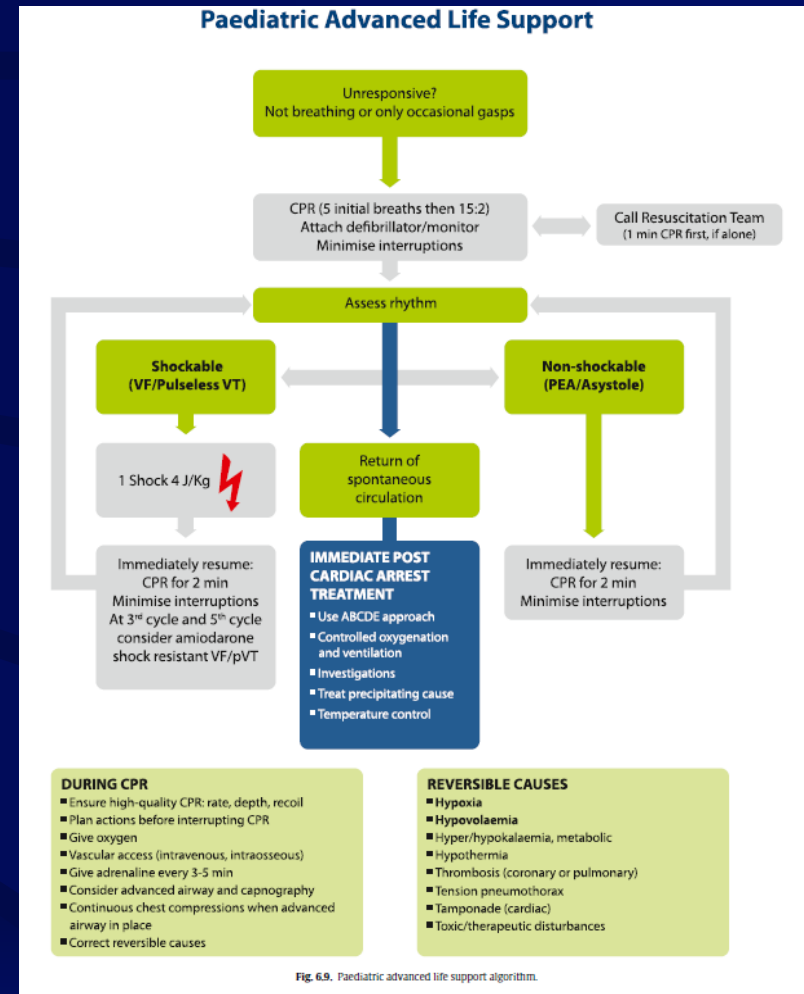 Paediatric Advanced Life Support
Unresponsive?
Not breathing or only occasional gasps
CPR (5 initial breaths then 15:2)
Attach defibrillator/monitor
Minimise interruptions
Call Resuscitation Team
(1 min CPR first, if alone)
Assess rhythm
Shockable
(VF/Pulseless VT)
Non-shockable
(PEA/Asystole)
1 Shock 4 J/Kg
Return of
spontaneous
circulation
Immediately resume:
CPR for 2 min
Minimise interruptions
At 3rd cycle and 5th cycle
consider amiodarone
shock resistant VF/pVT
IMMEDIATE POST
CARDIAC ARREST
TREATMENT
■ Use ABCDE approach
■ Controlled oxygenation
and ventilation
■ Investigations
■ Treat precipitating cause
■ Temperature control
Immediately resume:
CPR for 2 min
Minimise interruptions
DURING CPR
■ Ensure high-quality CPR: rate, depth, recoil
■ Plan actions before interrupting CPR
■ Give oxygen
■ Vascular access (intravenous, intraosseous)
■ Give adrenaline every 3-5 min
■ Consider advanced airway and capnography
■ Continuous chest compressions when advanced
airway in place
■ Correct reversible causes
REVERSIBLE CAUSES
■ Hypoxia
■ Hypovolaemia
■ Hyper/hypokalaemia, metabolic
■ Hypothermia
■ Thrombosis (coronary or pulmonary)
■ Tension pneumothorax
■ Tamponade (cardiac)
■ Toxic/therapeutic disturbances
Fig. 6.9. Paediatric advanced life support algorithm.